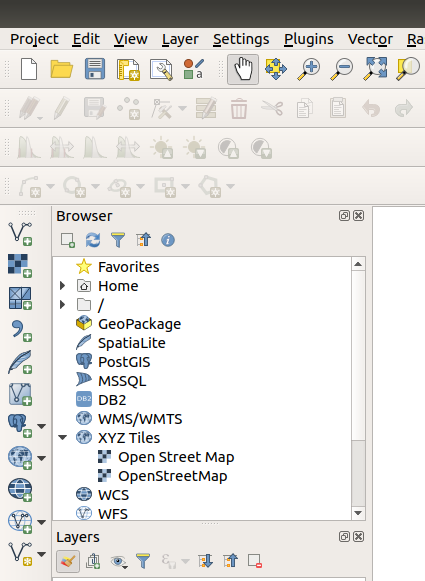 Project Edit View Layer Settings Plugins Vector Ra
Browser
Favorites
Home
/
GeoPackage
SpatiaLite
PostGIS
MSSQL
DB2 DB2
WMS/WMTS
XYZ Tiles
Open Street Map
OpenStreetMap
WCS
WFS
Layers